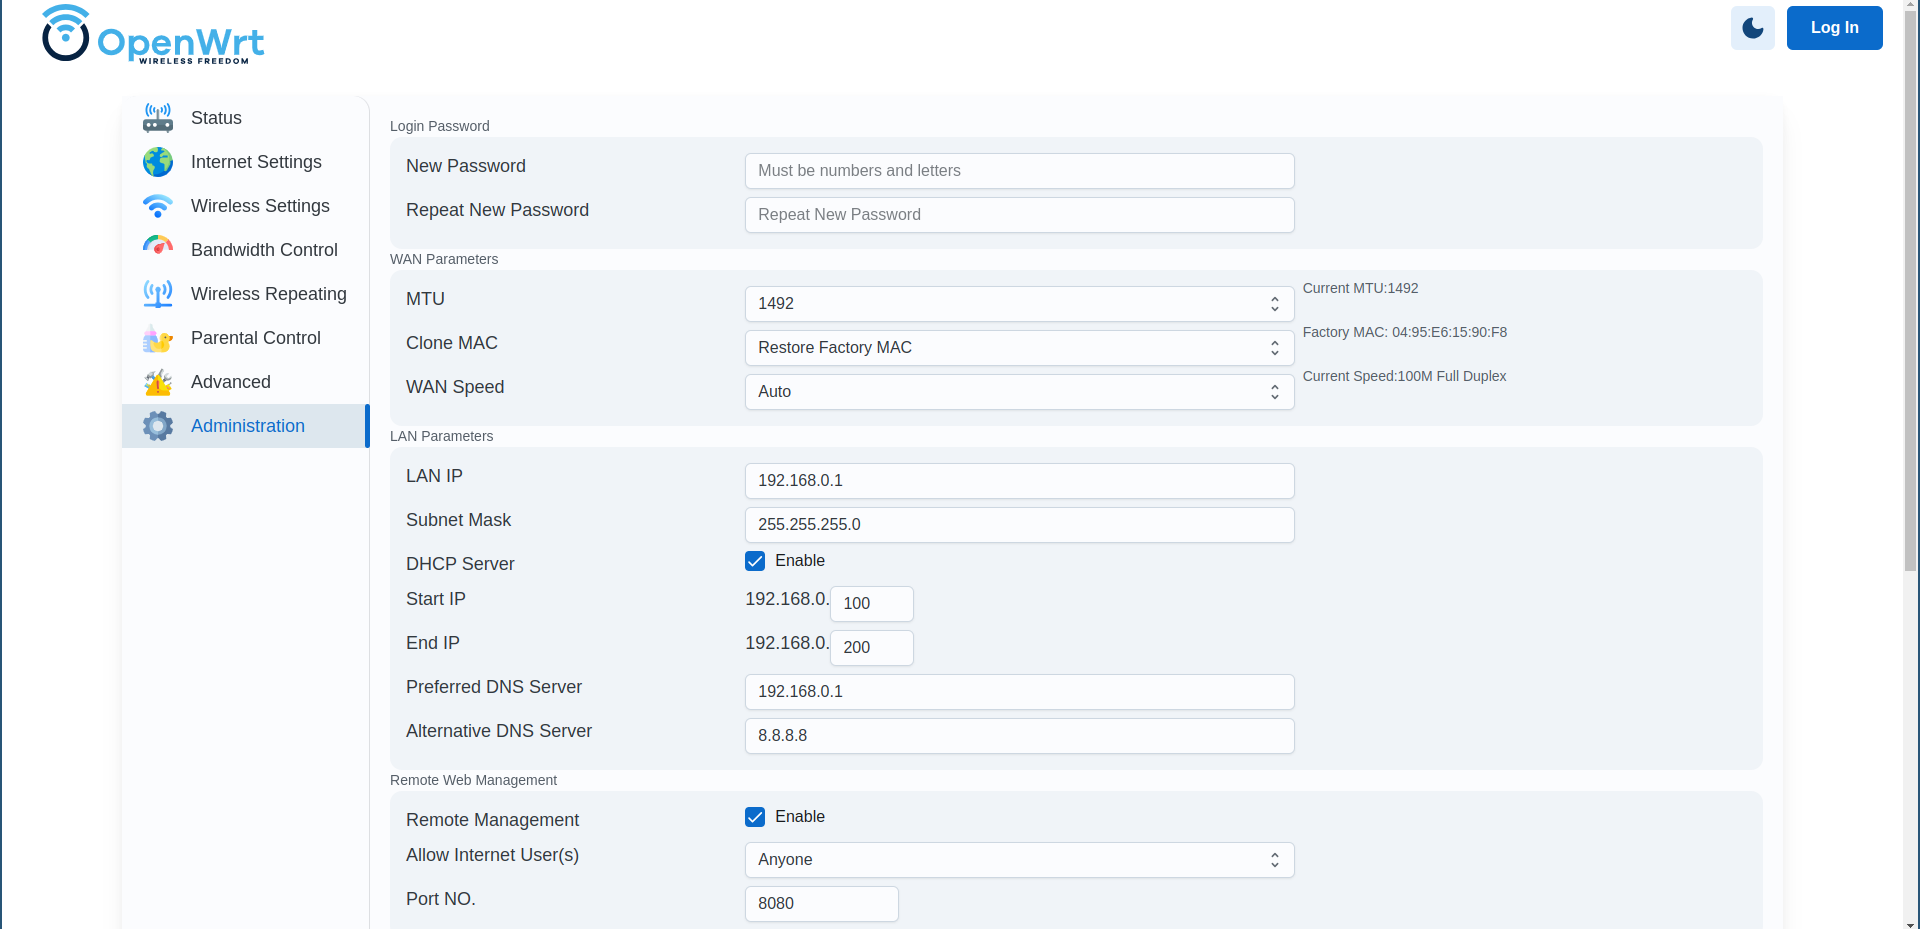 OpenWrt
WIRELESS FREEDOM
Log In
Status
Internet Settings
Wireless Settings
Bandwidth Control
Wireless Repeating
Parental Control
Advanced
Administration
Login Password
New Password
Must be numbers and letters
Repeat New Password
Repeat New Password
WAN Parameters
MTU
1492
Current MTU:1492
Clone MAC
Restore Factory MAC
Factory MAC: 04:95:E6:15:90:F8
WAN Speed
Auto
Current Speed:100M Full Duplex
LAN Parameters
LAN IP
192.168.0.1
Subnet Mask
255.255.255.0
DHCP Server
Enable
Start IP
192.168.0.
100
End IP
192.168.0.
200
Preferred DNS Server
192.168.0.1
Alternative DNS Server
8.8.8.8
Remote Web Management
Remote Management
Enable
Allow Internet User(s)
Anyone
Port NO.
8080